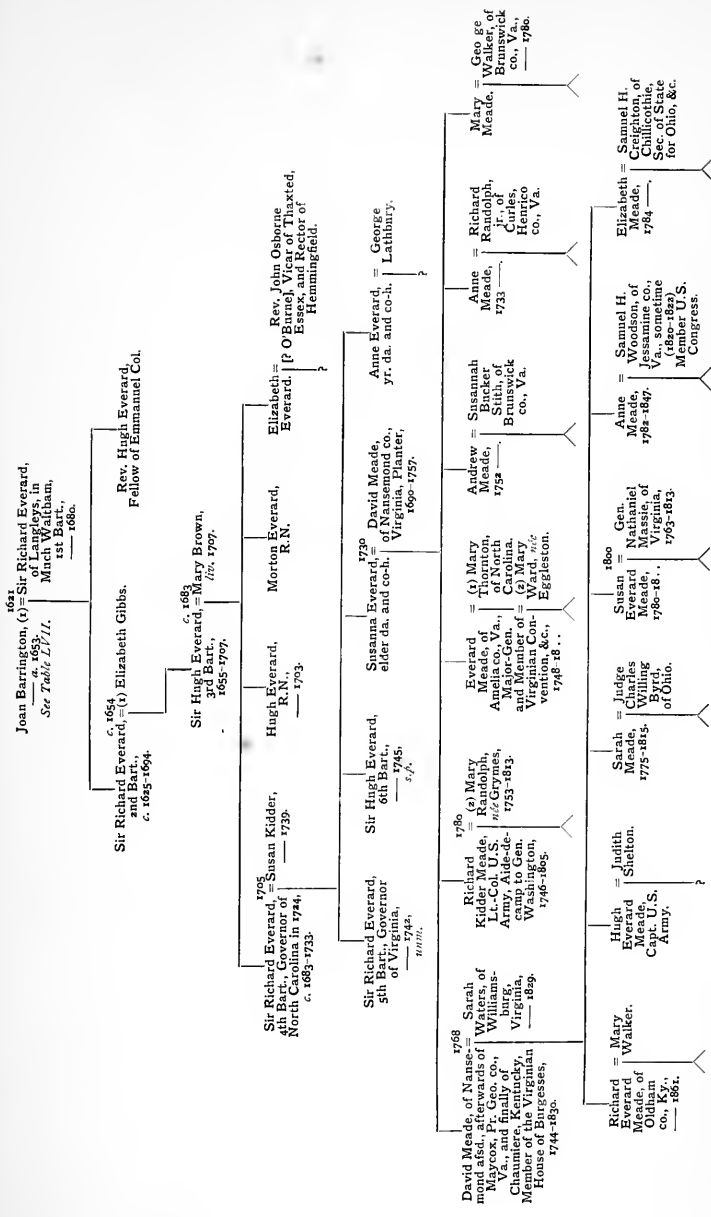 1621
Joan Barrington, (1)=Sir Richard Everard,
—— a. 1653.
See Table LVII.
of Langleys, in
Much Waltham,
1st Bart.,
—— 1680.
c. 1654
Sir Richard Everard, =(1) Elizabeth Gibbs.
2nd Bart.,
c. 1625-1694.
Rev. Hugh Everard,
Fellow of Emmanuel Col.
c. 1683
Sir Hugh Everard, =Mary Brown,
3rd Bart.,
1655-1707.
liv. 1707.
1705
Sir Richard Everard, =Susan Kidder,
4th Bart., Governor of
North Carolina in 1724,
c. 1683-1733.
—— 1739.
Hugh Everard,
R.N.,
—— 1703.
Morton Everard,
R.N.
Elizabeth =
Everard.
Rev. John Osborne
[? O'Burne], Vicar of Thaxted,
Essex, and Rector of
Hemmingfield.
?
Sir Richard Everard,
5th Bart., Governor
of Virginia,
—— 1742,
unm.
Sir Hugh Everard,
6th Bart.,
—— 1745,
s.p.
1730
Susanna Everard, =
elder da. and co-h.
David Meade,
of Nansemond co.,
Virginia, Planter,
1690-1757.
Anne Everard, =
yr. da. and co-h.
George
Lathbury.
?
1768
David Meade, of Nanse- =
mond afsd., afterwards of
Maycox, Pr. Geo. co.,
Va., and finally of
Chaumiere, Kentucky,
Member of the Virginian
House of Burgesses,
1744-1830.
Sarah
Waters, of
Williams-
burg,
Virginia,
—— 1829.
1780
Richard
Kidder Meade,
Lt.-Col. U.S.
Army, Aide-de-
camp to Gen.
Washington,
1746-1805.
= (2) Mary
Randolph,
née Grymes,
1753-1813.
Everard
Meade, of
Amelia co., Va.,
Major-Gen.
and Member of
Virginian Con-
vention, &c.,
1748-18 . .
= (1) Mary
Thornton,
of North
Carolina.
= (2) Mary
Ward, née
Eggleston.
Andrew =
Meade,
1752 ——.
Susannah
Bucker
Stith, of
Brunswick
co., Va.
Anne =
Meade,
1733 ——.
Richard
Randolph,
jr., of
Curles,
Henrico
co., Va.
Mary =
Meade.
Geo ge
Walker, of
Brunswick
co., Va.,
—— 1780.
Richard
Everard
Meade, of
Oldham
co., Ky.,
—— 1861.
= Mary
Walker.
Hugh
Everard
Meade,
Capt. U.S.
Army.
= Judith
Shelton.
?
Sarah =
Meade,
1775-1815.
Judge
Charles
Willing
Byrd,
of Ohio.
1800
Susan =
Everard
Meade,
1780-18 . .
Gen.
Nathaniel
Massie, of
Virginia,
1763-1813.
Anne =
Meade,
1782-1847.
Samuel H.
Woodson, of
Jessamine co.,
Va., sometime
(1820-1822)
Member U.S.
Congress.
Elizabeth =
Meade,
1784 ——.
Samuel H.
Creighton, of
Chillicothie,
Sec. of State
for Ohio, &c.